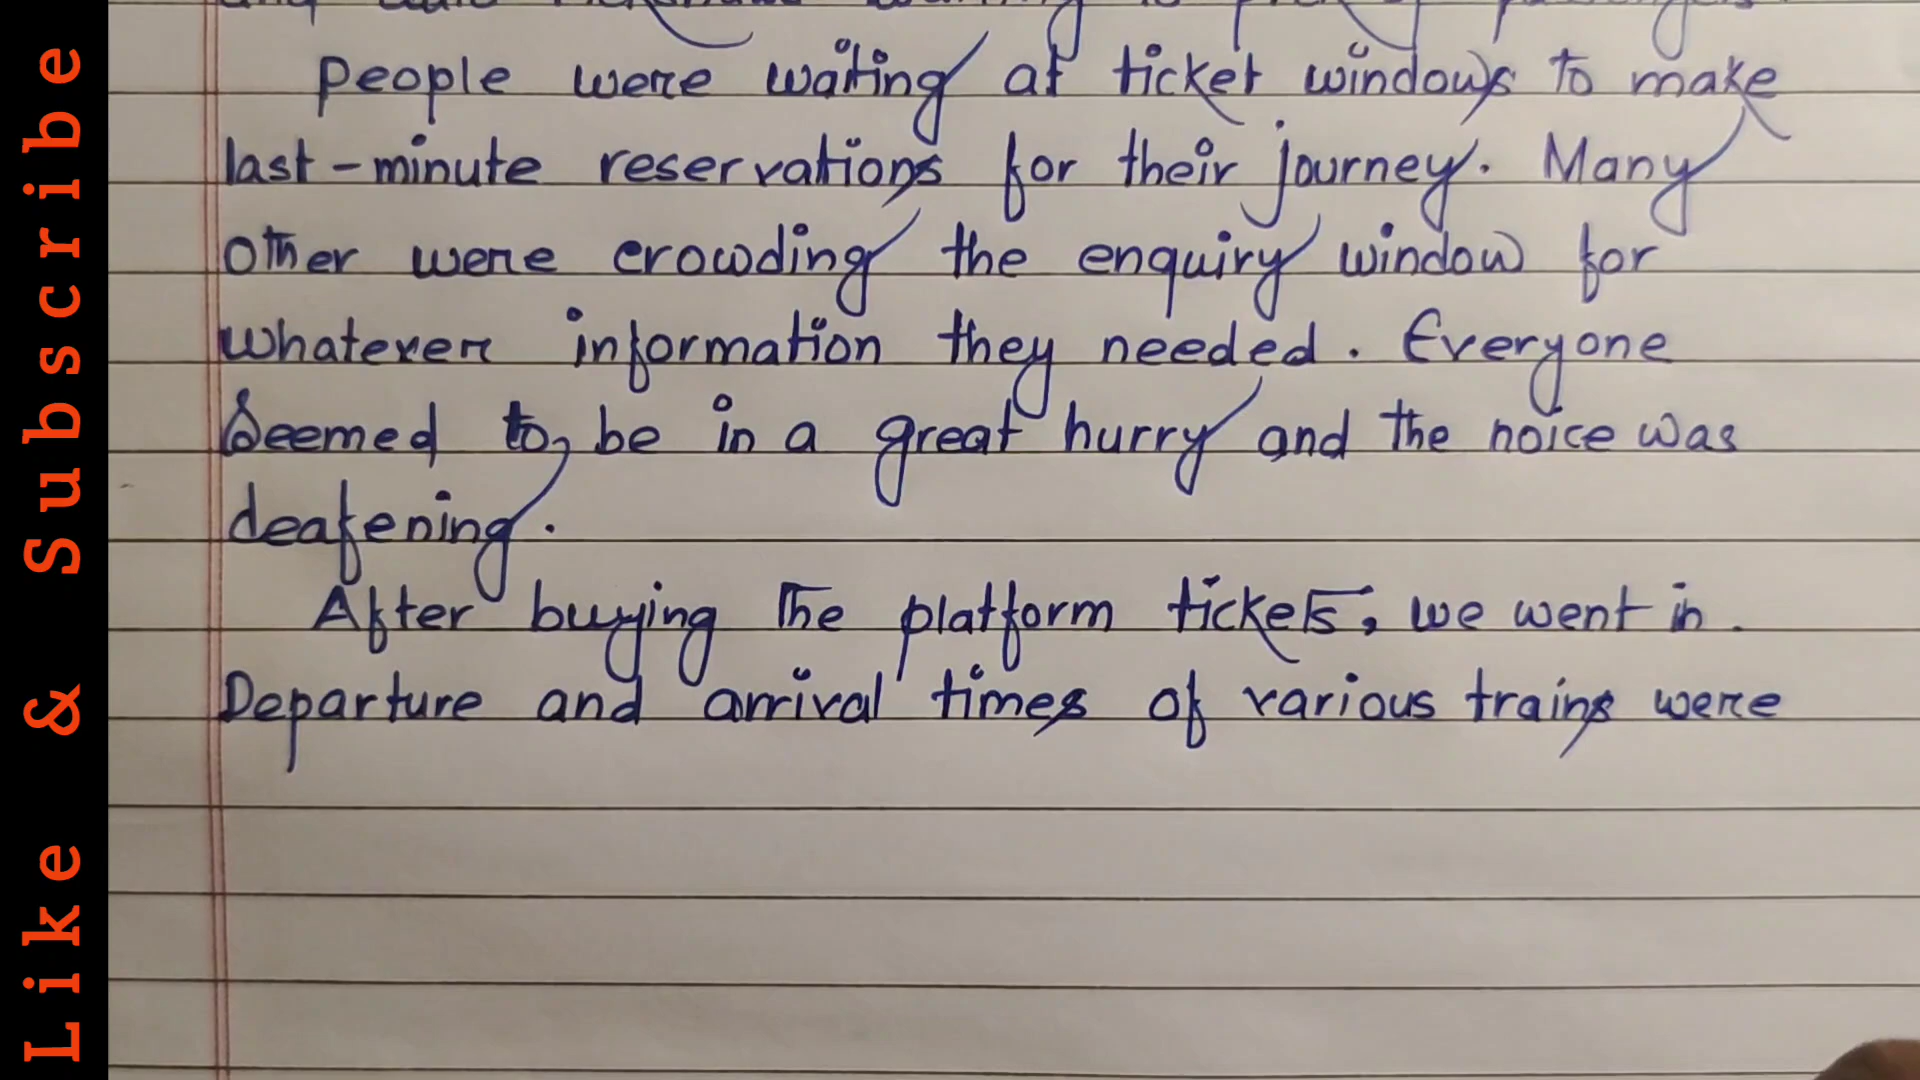 people were waiting at ticket windows to make
last-minute reservations for their journey. Many
other were crowding the enquiry window for
whatever information they needed. Everyone
Seemed to be in a great hurry and the noice was
deafening.
After buying the platform tickets, we went in.
Departure and arrival times of various trains were
Like & Subscribe